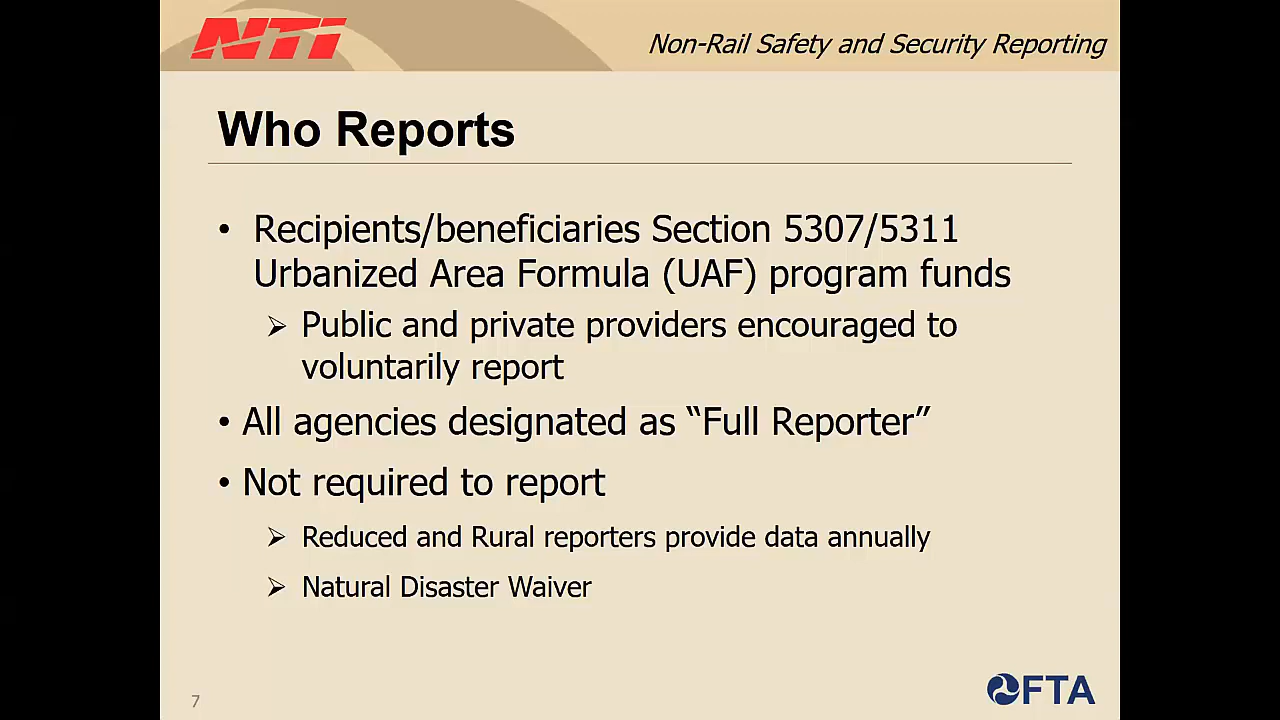 NTI
Non-Rail Safety and Security Reporting
Who Reports
• Recipients/beneficiaries Section 5307/5311
Urbanized Area Formula (UAF) program funds
➢ Public and private providers encouraged to
voluntarily report
• All agencies designated as “Full Reporter”
• Not required to report
➢ Reduced and Rural reporters provide data annually
➢ Natural Disaster Waiver
7
FTA